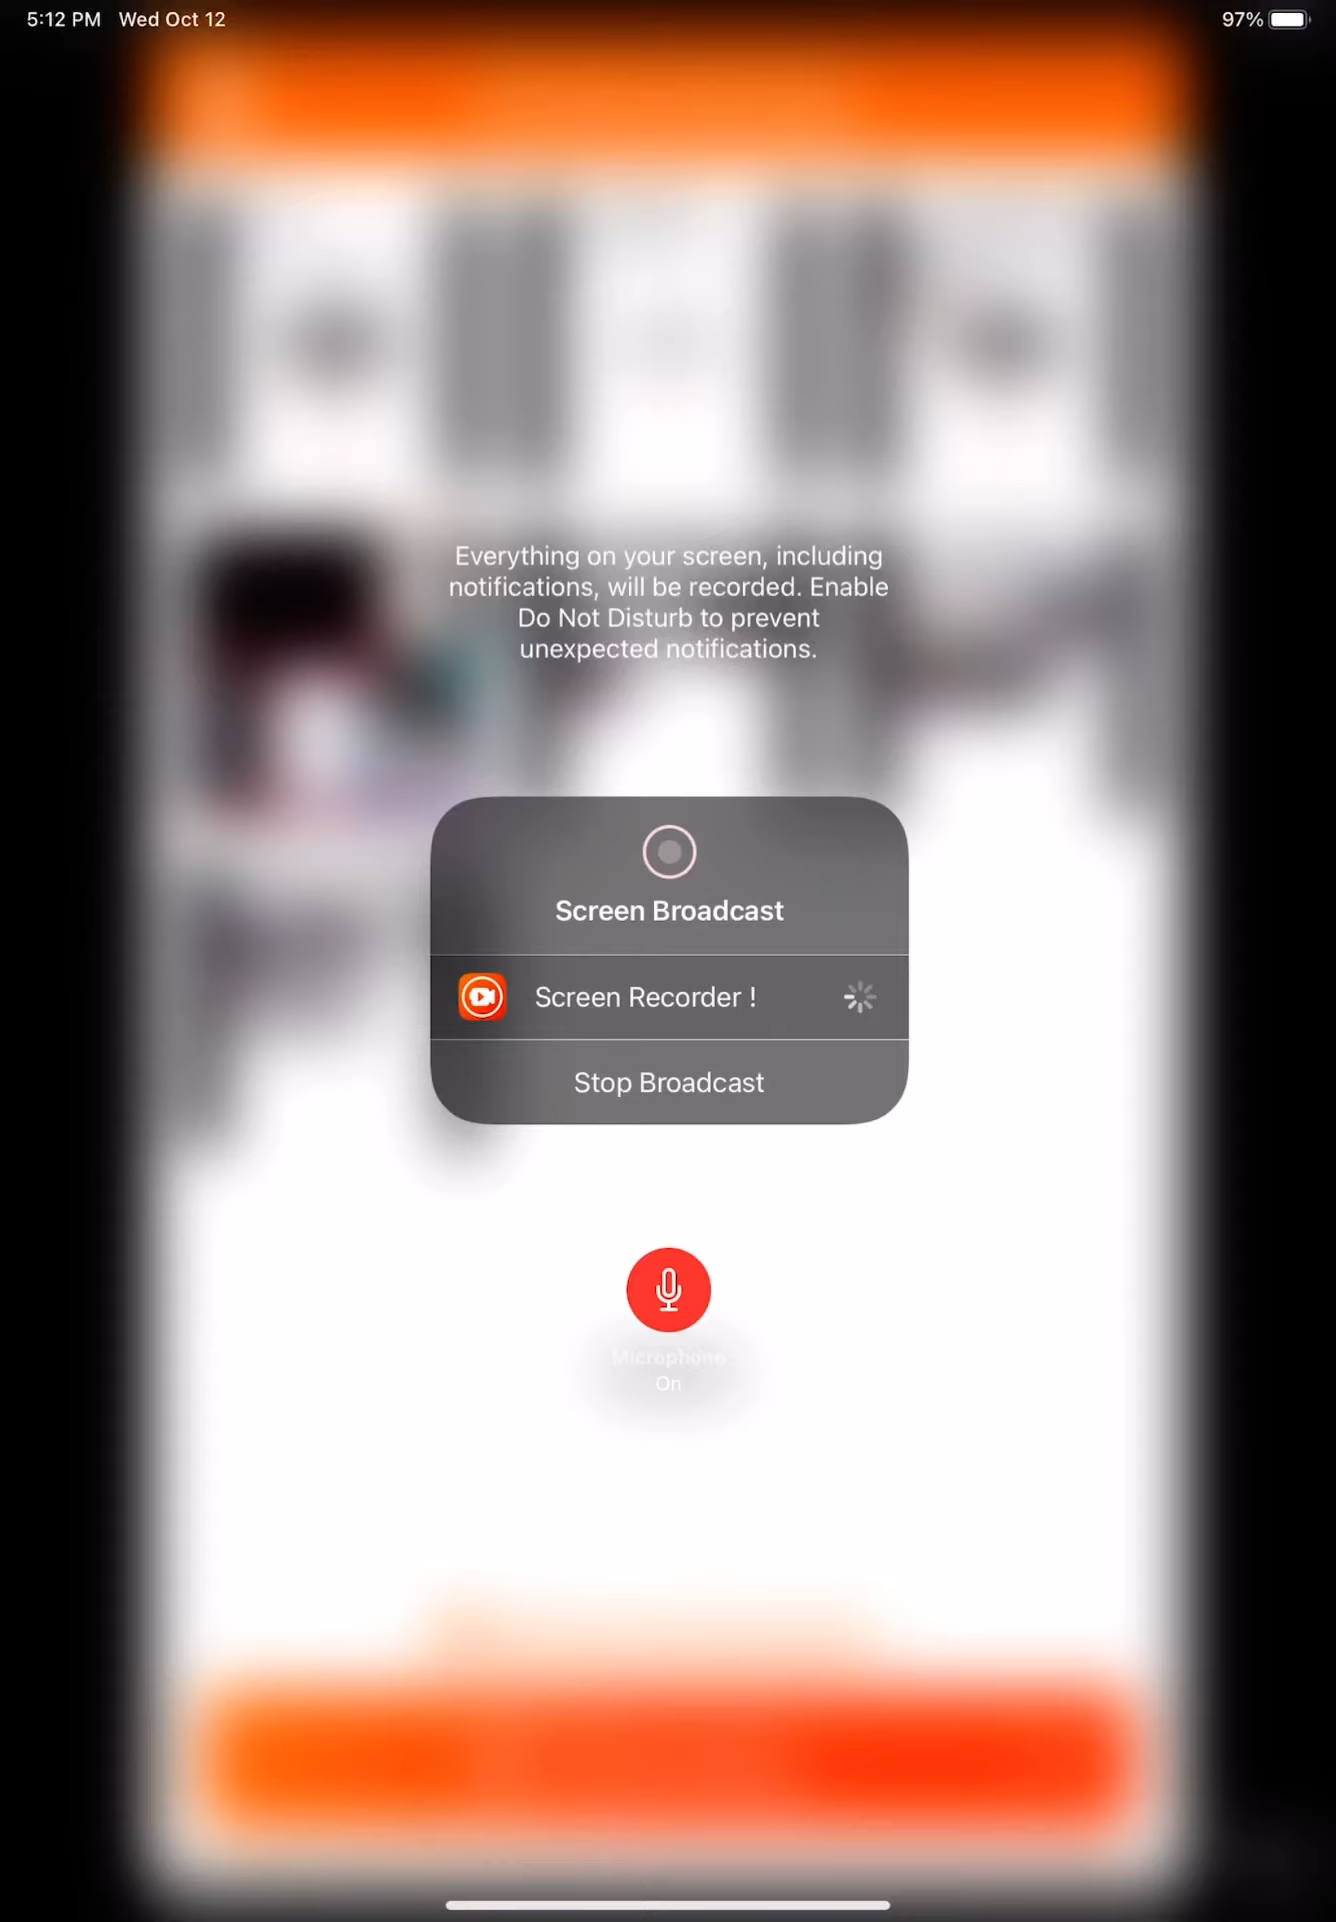 5:12 PM Wed Oct 12
97%
Everything on your screen, including
notifications, will be recorded. Enable
Do Not Disturb to prevent
unexpected notifications.
Screen Broadcast
Screen Recorder !
Stop Broadcast
Microphone
On